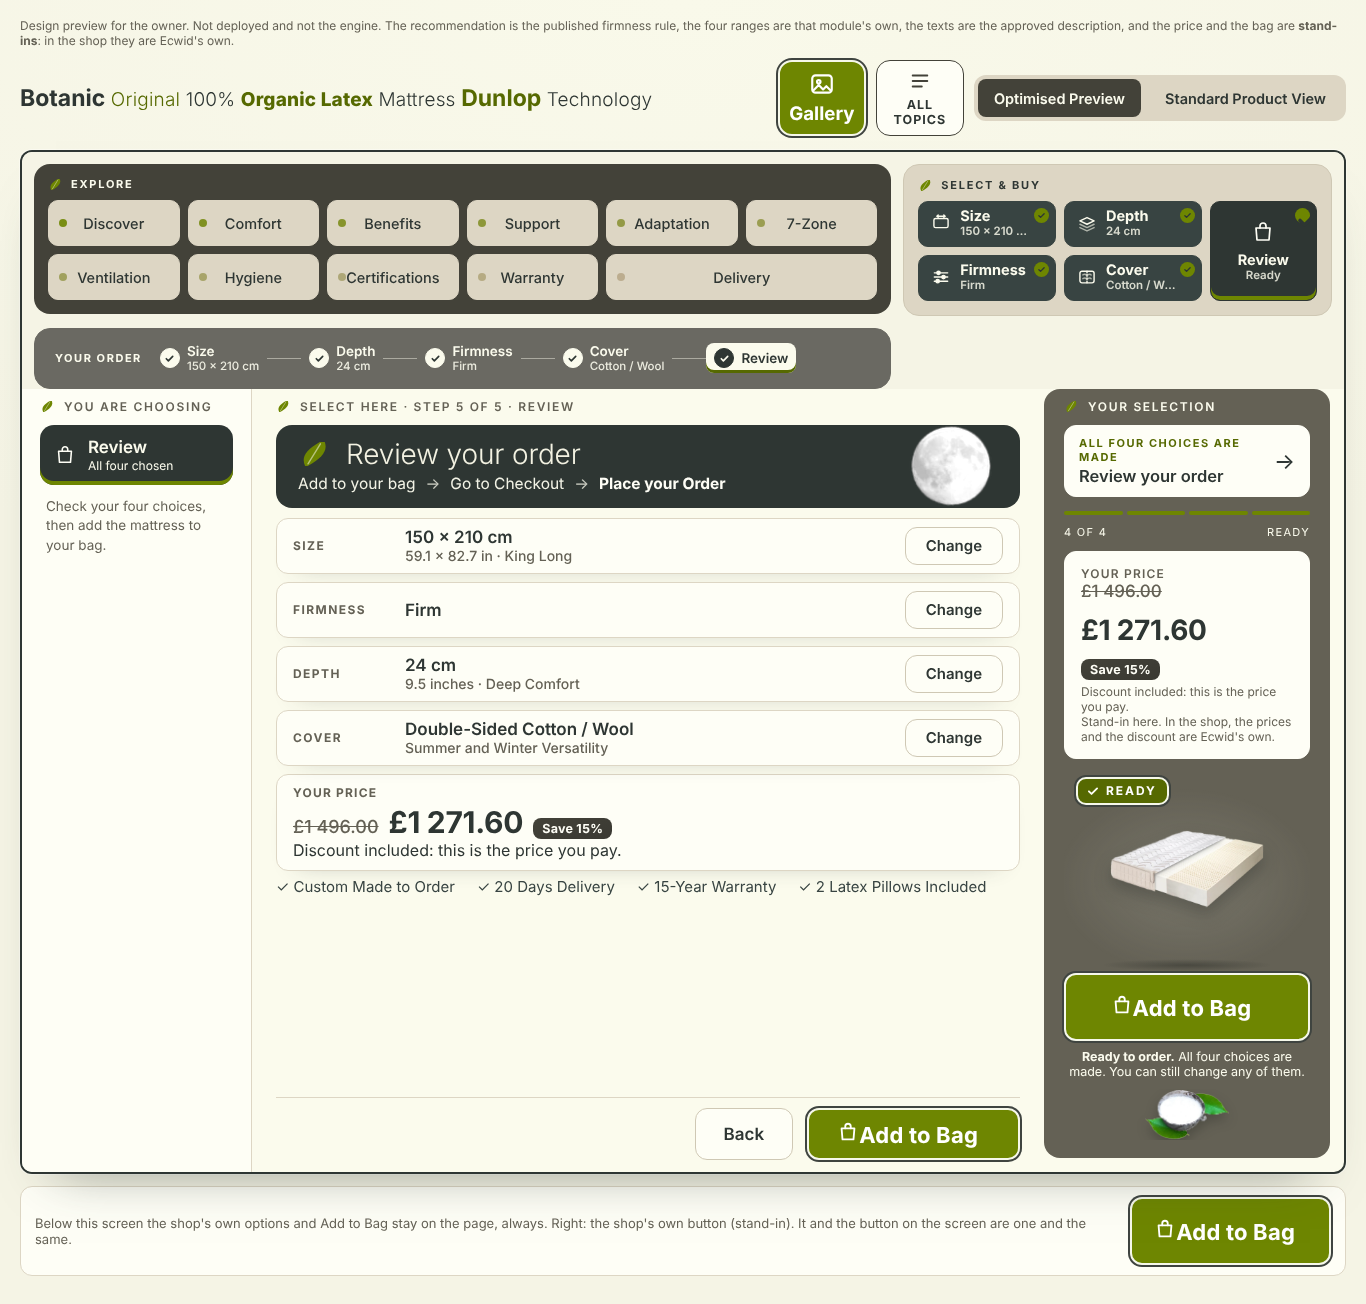 Design preview for the owner. Not deployed and not the engine. The recommendation is the published firmness rule, the four ranges are that module's own, the texts are the approved description, and the price and the bag are stand-
ins: in the shop they are Ecwid's own.
Botanic Original 100% Organic Latex Mattress Dunlop Technology
Gallery
ALL
TOPICS
Optimised Preview
Standard Product View
EXPLORE
Discover
Comfort
Benefits
Support
Adaptation
7-Zone
Ventilation
Hygiene
Certifications
Warranty
Delivery
SELECT & BUY
Size
150 × 210 ...
Depth
24 cm
Firmness
Firm
Cover
Cotton / W...
Review
Ready
YOUR ORDER
Size
150 × 210 cm
Depth
24 cm
Firmness
Firm
Cover
Cotton / Wool
Review
YOU ARE CHOOSING
Review
All four chosen
Check your four choices,
then add the mattress to
your bag.
SELECT HERE · STEP 5 OF 5 · REVIEW
Review your order
Add to your bag → Go to Checkout → Place your Order
SIZE
150 × 210 cm
59.1 × 82.7 in · King Long
Change
FIRMNESS
Firm
Change
DEPTH
24 cm
9.5 inches · Deep Comfort
Change
COVER
Double-Sided Cotton / Wool
Summer and Winter Versatility
Change
YOUR PRICE
£1 496.00 £1 271.60 Save 15%
Discount included: this is the price you pay.
✓ Custom Made to Order ✓ 20 Days Delivery ✓ 15-Year Warranty ✓ 2 Latex Pillows Included
Back
Add to Bag
YOUR SELECTION
ALL FOUR CHOICES ARE
MADE
Review your order →
4 OF 4
READY
YOUR PRICE
£1 496.00
£1 271.60
Save 15%
Discount included: this is the price
you pay.
Stand-in here. In the shop, the prices
and the discount are Ecwid's own.
✓ READY
Add to Bag
Ready to order. All four choices are
made. You can still change any of them.
Below this screen the shop's own options and Add to Bag stay on the page, always. Right: the shop's own button (stand-in). It and the button on the screen are one and the
same.
Add to Bag